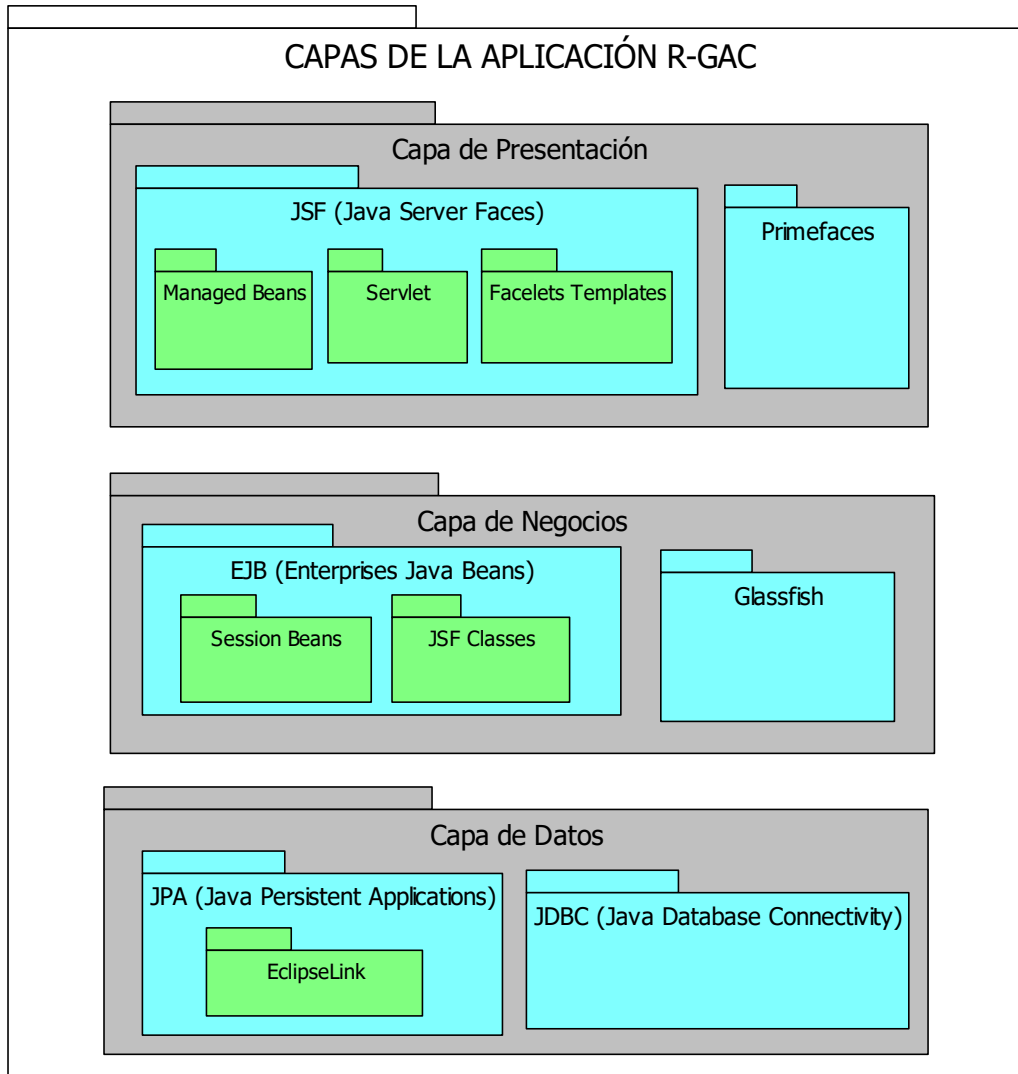 CAPAS DE LA APLICACIÓN R-GAC
Capa de Presentación
JSF (Java Server Faces)
Managed Beans
Servlet
Facelets Templates
Primefaces
Capa de Negocios
EJB (Enterprises Java Beans)
Session Beans
JSF Classes
Glassfish
Capa de Datos
JPA (Java Persistent Applications)
EclipseLink
JDBC (Java Database Connectivity)